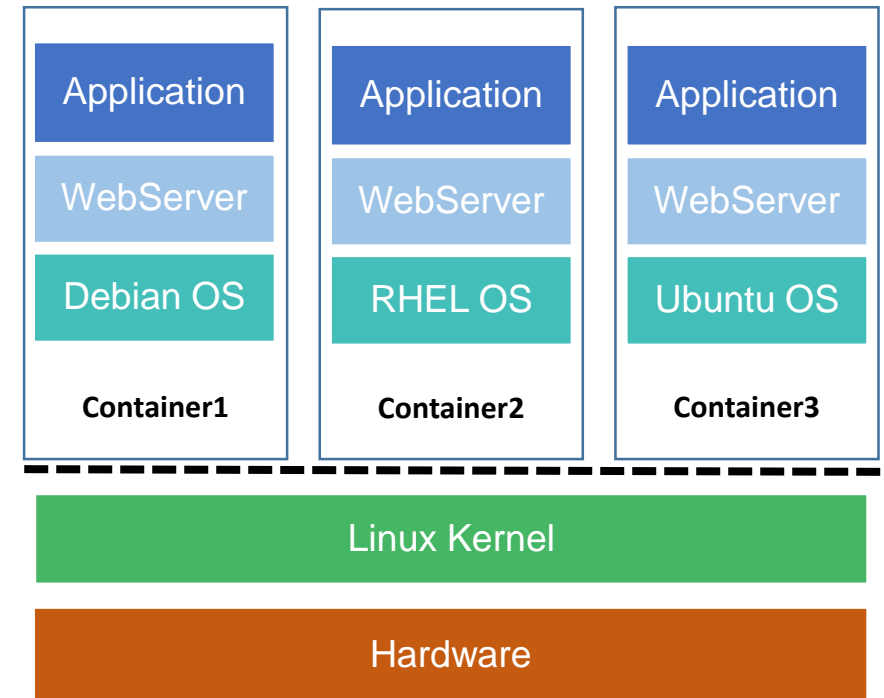 Application
WebServer
Debian OS
Container1
Application
WebServer
RHEL OS
Container2
Application
WebServer
Ubuntu OS
Container3
Linux Kernel
Hardware